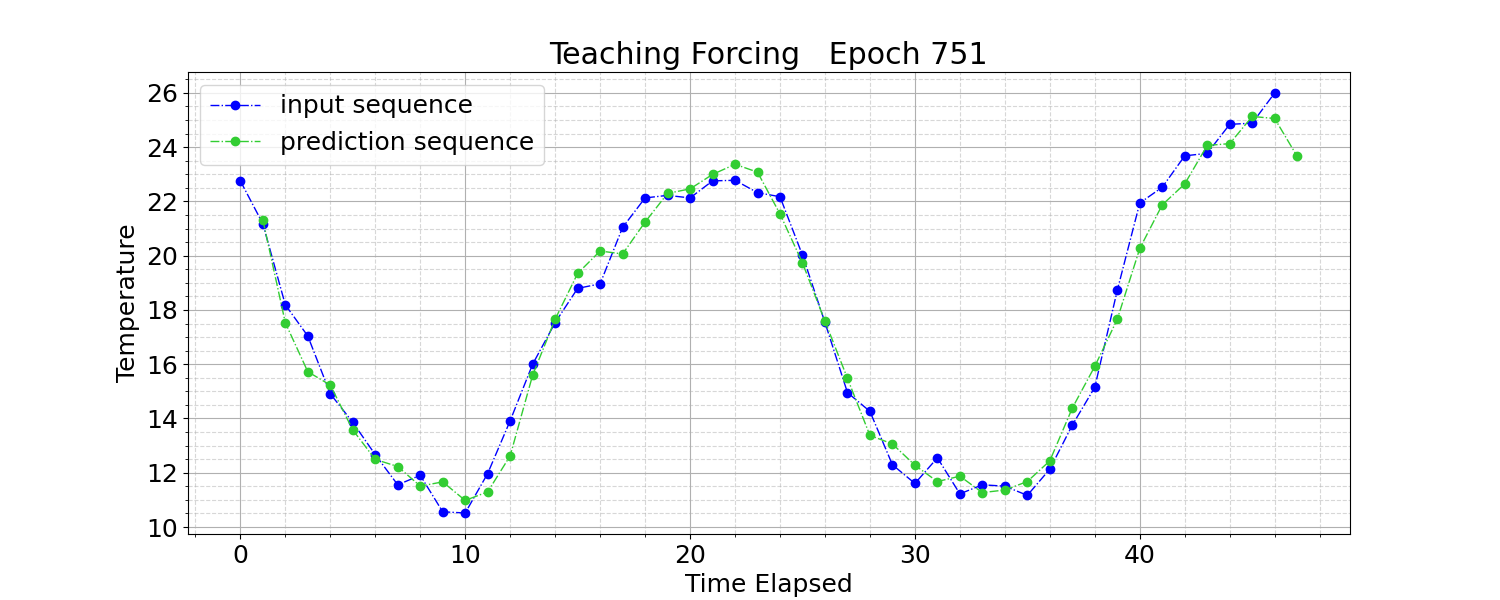 Teaching Forcing   Epoch 751
input sequence
prediction sequence
26
24
22
20
18
16
14
12
10
Temperature
0 10 20 30 40
Time Elapsed